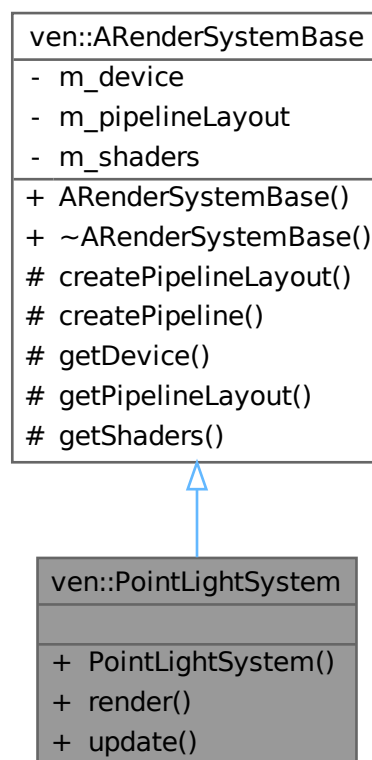 ven::ARenderSystemBase
- m_device
- m_pipelineLayout
- m_shaders
+ ARenderSystemBase()
+ ~ARenderSystemBase()
# createPipelineLayout()
# createPipeline()
# getDevice()
# getPipelineLayout()
# getShaders()
ven::PointLightSystem
+ PointLightSystem()
+ render()
+ update()